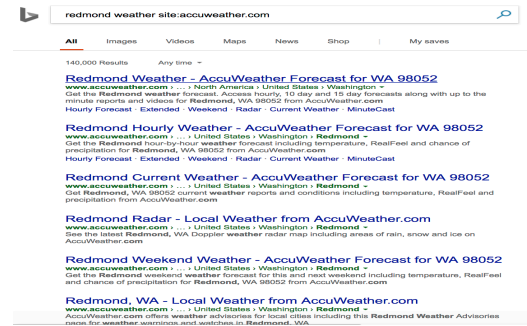 redmond weather site:accuweather.com
All Images Videos Maps News Shop | My saves
140,000 Results Any time
Redmond Weather - AccuWeather Forecast for WA 98052
www.accuweather.com › ... › North America › United States › Washington
Get the Redmond weather forecast. Access hourly, 10 day and 15 day forecasts along with up to the
minute reports and videos for Redmond, WA 98052 from AccuWeather.com
Hourly Forecast · Extended · Weekend · Radar · Current Weather · MinuteCast
Redmond Hourly Weather - AccuWeather Forecast for WA 98052
www.accuweather.com › ... › United States › Washington › Redmond
Get the Redmond hour-by-hour weather forecast including temperature, RealFeel and chance of
precipitation for Redmond, WA 98052 from AccuWeather.com
Hourly Forecast · Extended · Weekend · Radar · Current Weather · MinuteCast
Redmond Current Weather - AccuWeather Forecast for WA 98052
www.accuweather.com › ... › United States › Washington › Redmond
Get Redmond, WA 98052 current weather reports and conditions including temperature, RealFeel and
precipitation from AccuWeather.com
Redmond Radar - Local Weather from AccuWeather.com
www.accuweather.com › ... › United States › Washington › Redmond
See the latest Redmond, WA Doppler weather radar map including areas of rain, snow and ice on
AccuWeather.com
Redmond Weekend Weather - AccuWeather Forecast for WA 98052
www.accuweather.com › ... › United States › Washington › Redmond
Get the Redmond weekend weather forecast for this and next weekend including temperature, RealFeel
and chance of precipitation for Redmond, WA 98052 from AccuWeather.com
Redmond, WA - Local Weather from AccuWeather.com
www.accuweather.com › ... › United States › Washington › Redmond
AccuWeather.com offers weather advisories for local cities including this Redmond Weather Advisories
page for weather warnings and watches in Redmond, WA